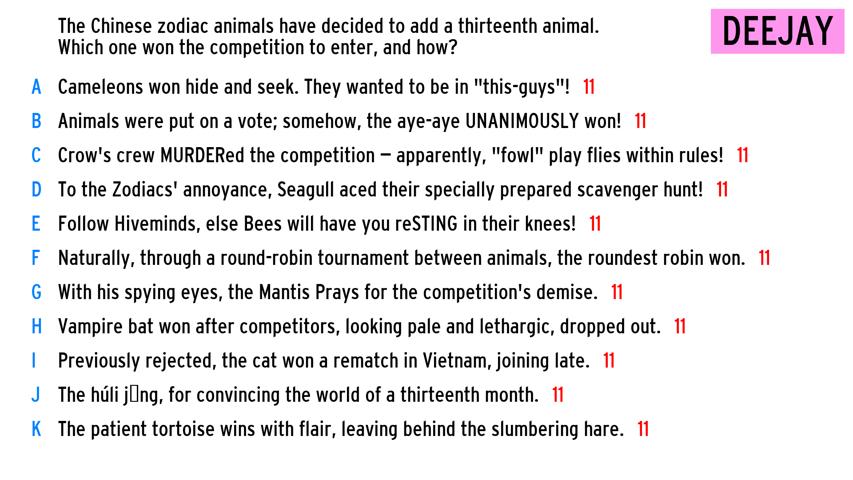 The Chinese zodiac animals have decided to add a thirteenth animal.
Which one won the competition to enter, and how?
DEEJAY
A Cameleons won hide and seek. They wanted to be in "this-guys"! 11
B Animals were put on a vote; somehow, the aye-aye UNANIMOUSLY won! 11
C Crow's crew MURDERed the competition – apparently, "fowl" play flies within rules! 11
D To the Zodiacs' annoyance, Seagull aced their specially prepared scavenger hunt! 11
E Follow Hiveminds, else Bees will have you reSTING in their knees! 11
F Naturally, through a round-robin tournament between animals, the roundest robin won. 11
G With his spying eyes, the Mantis Prays for the competition's demise. 11
H Vampire bat won after competitors, looking pale and lethargic, dropped out. 11
I Previously rejected, the cat won a rematch in Vietnam, joining late. 11
J The húli j▯ng, for convincing the world of a thirteenth month. 11
K The patient tortoise wins with flair, leaving behind the slumbering hare. 11